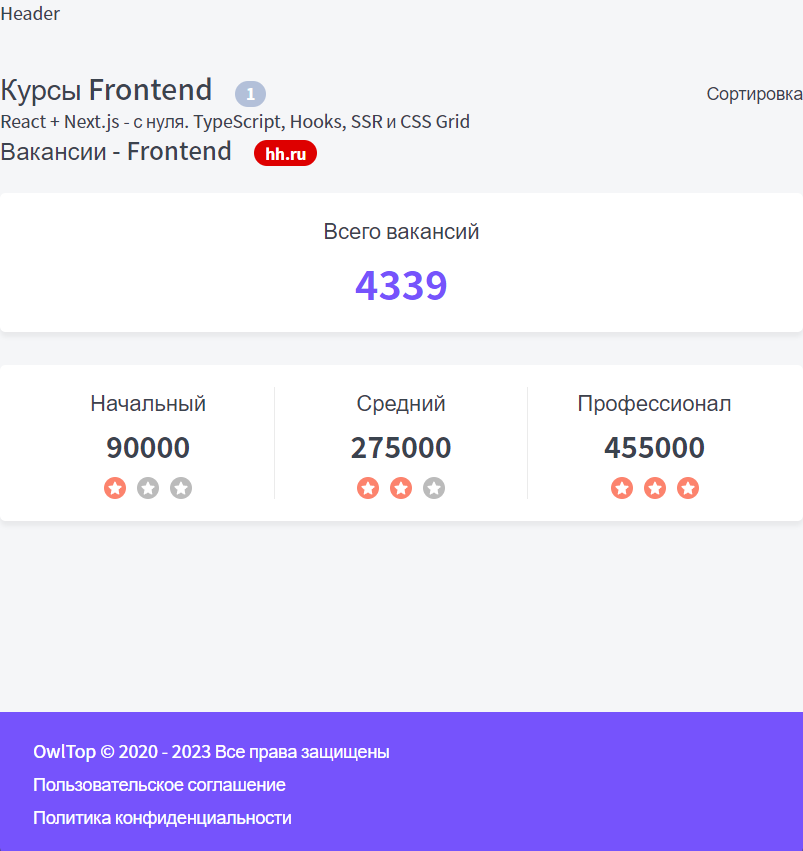 Header
Курсы Frontend 1 Сортировка
React + Next.js - с нуля. TypeScript, Hooks, SSR и CSS Grid
Вакансии - Frontend hh.ru
Всего вакансий
4339
Начальный Средний Профессионал
90000 275000 455000
OwlTop © 2020 - 2023 Все права защищены
Пользовательское соглашение
Политика конфиденциальности